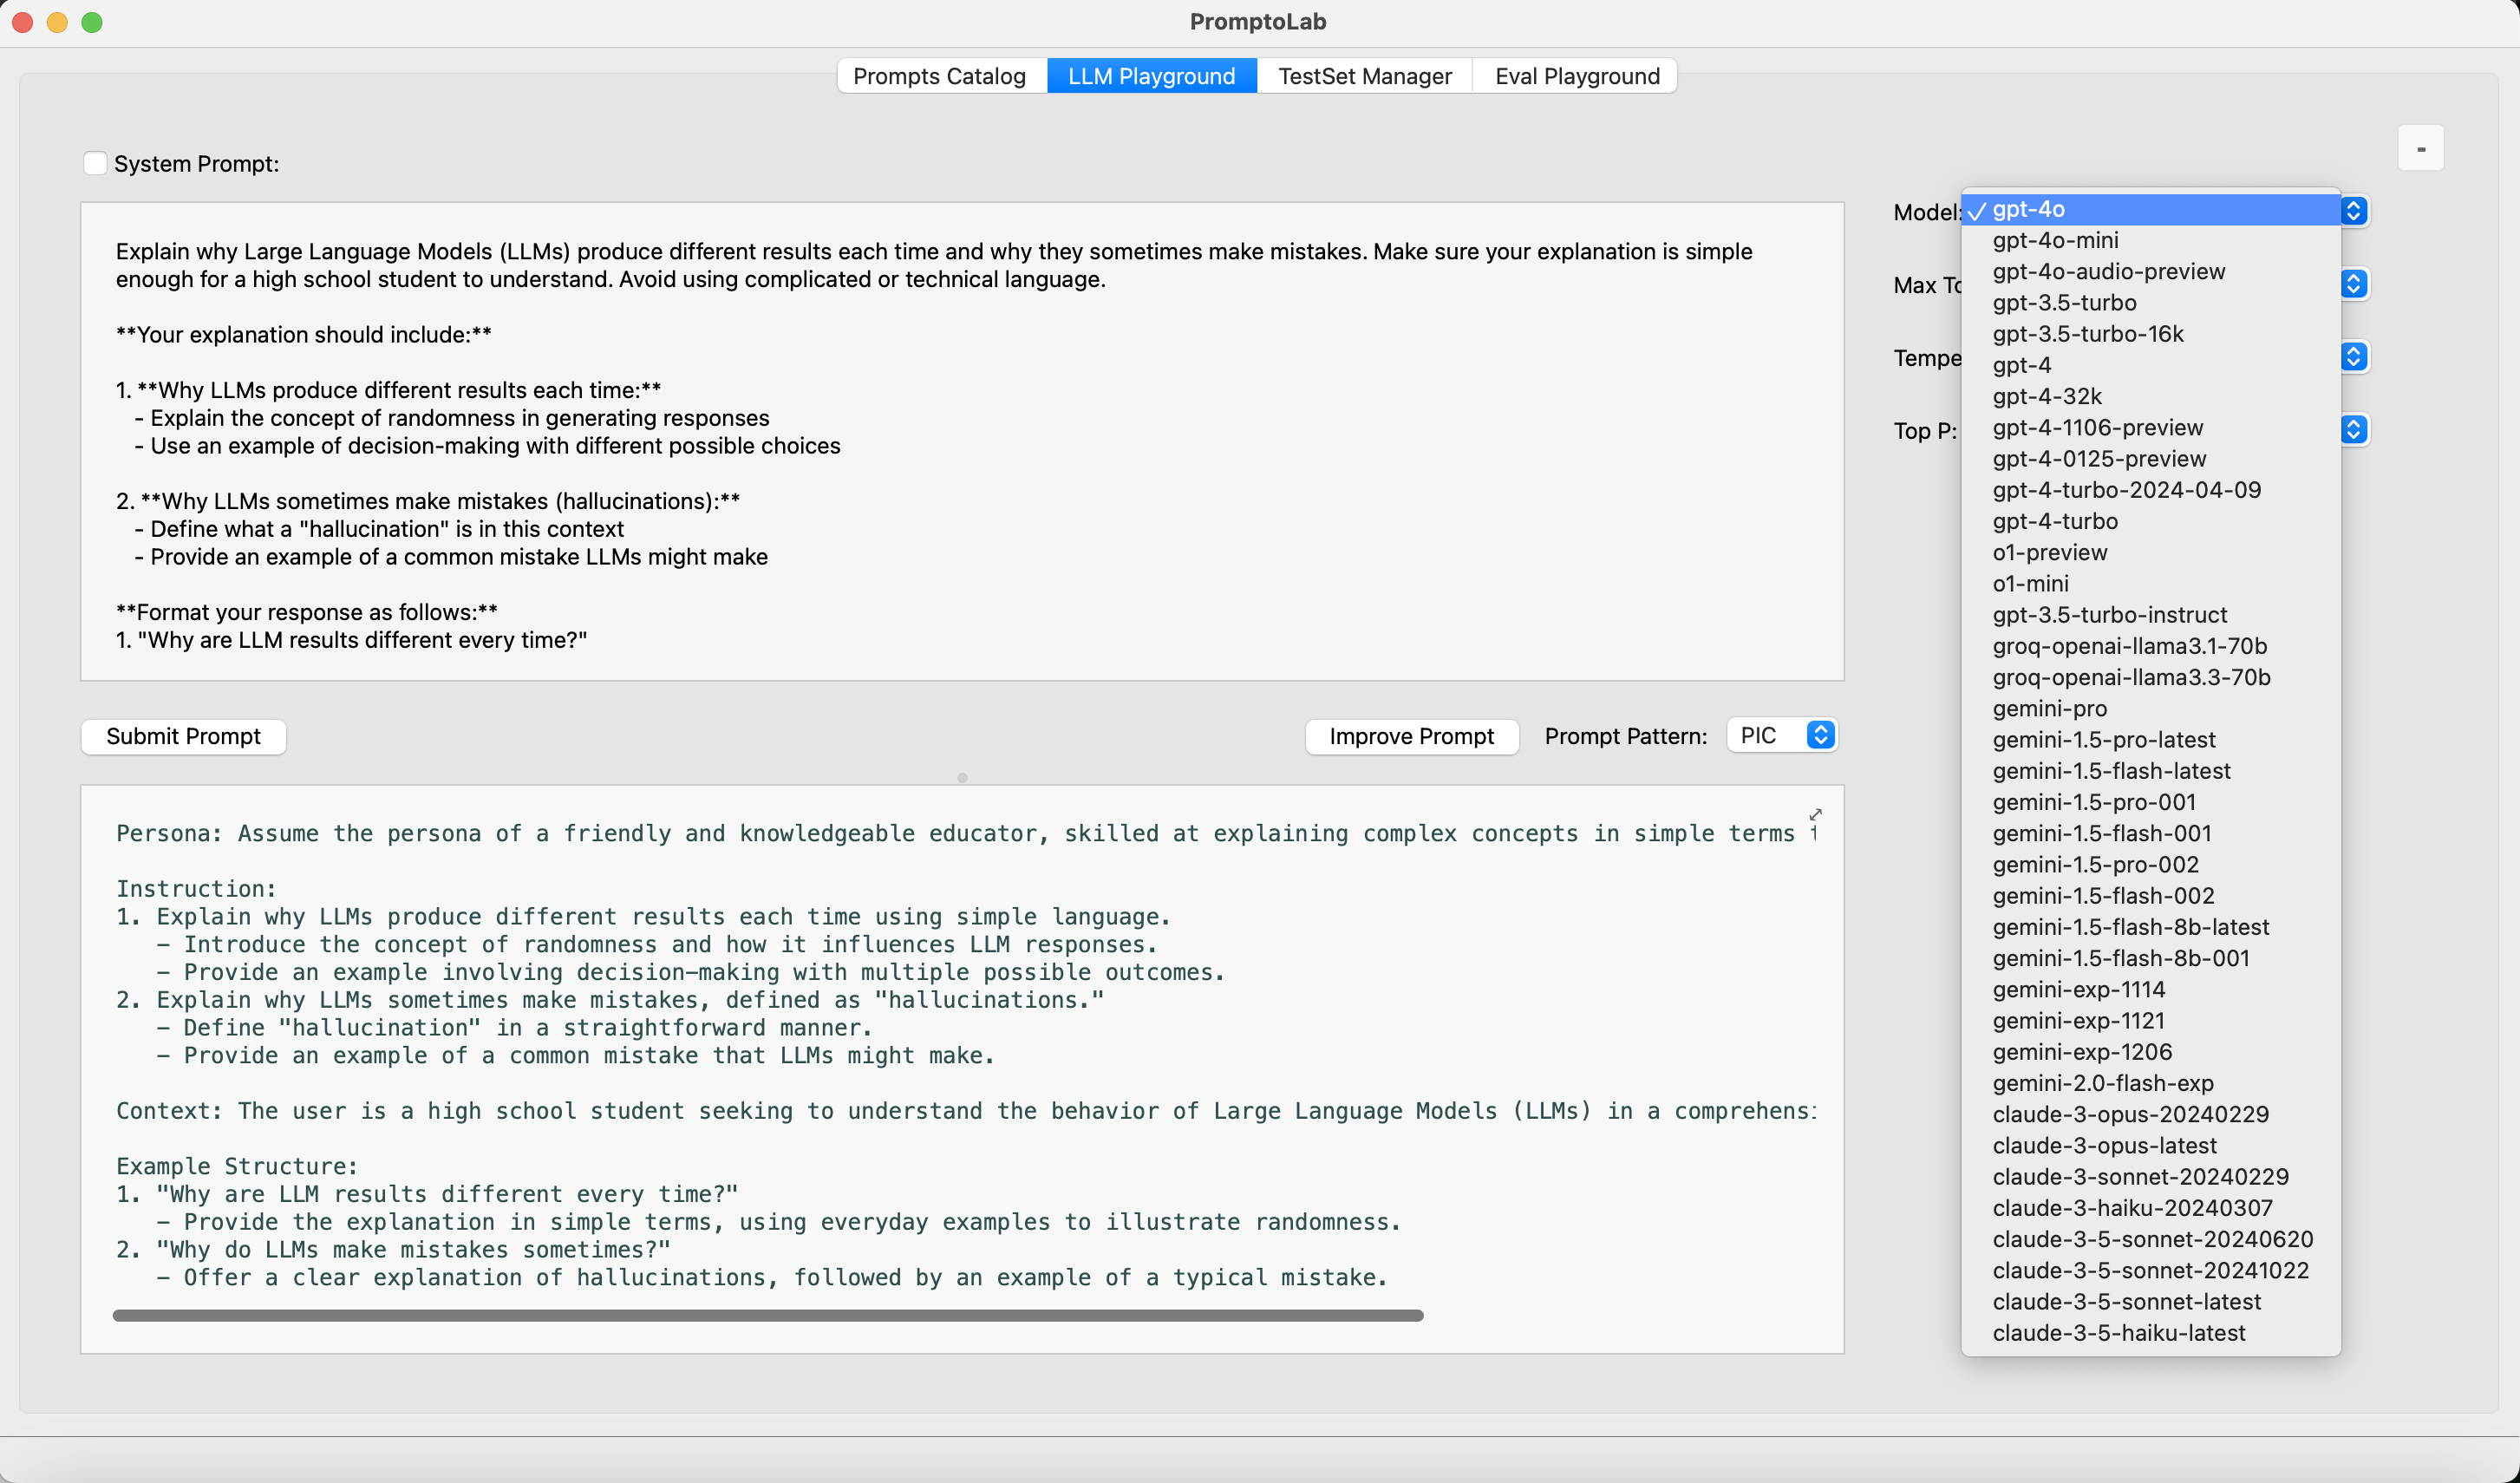 PromptoLab
Prompts Catalog
LLM Playground
TestSet Manager
Eval Playground
-
System Prompt:
Explain why Large Language Models (LLMs) produce different results each time and why they sometimes make mistakes. Make sure your explanation is simple
enough for a high school student to understand. Avoid using complicated or technical language.
**Your explanation should include:**
1. **Why LLMs produce different results each time:**
- Explain the concept of randomness in generating responses
- Use an example of decision-making with different possible choices
2. **Why LLMs sometimes make mistakes (hallucinations):**
- Define what a "hallucination" is in this context
- Provide an example of a common mistake LLMs might make
**Format your response as follows:**
1. "Why are LLM results different every time?"
Submit Prompt
Improve Prompt
Prompt Pattern:
PIC
Persona: Assume the persona of a friendly and knowledgeable educator, skilled at explaining complex concepts in simple terms
Instruction:
1. Explain why LLMs produce different results each time using simple language.
– Introduce the concept of randomness and how it influences LLM responses.
– Provide an example involving decision–making with multiple possible outcomes.
2. Explain why LLMs sometimes make mistakes, defined as "hallucinations."
– Define "hallucination" in a straightforward manner.
– Provide an example of a common mistake that LLMs might make.
Context: The user is a high school student seeking to understand the behavior of Large Language Models (LLMs) in a comprehens
Example Structure:
1. "Why are LLM results different every time?"
– Provide the explanation in simple terms, using everyday examples to illustrate randomness.
2. "Why do LLMs make mistakes sometimes?"
– Offer a clear explanation of hallucinations, followed by an example of a typical mistake.
Model:
Max To
Tempe
Top P:
✓ gpt-4o
gpt-4o-mini
gpt-4o-audio-preview
gpt-3.5-turbo
gpt-3.5-turbo-16k
gpt-4
gpt-4-32k
gpt-4-1106-preview
gpt-4-0125-preview
gpt-4-turbo-2024-04-09
gpt-4-turbo
o1-preview
o1-mini
gpt-3.5-turbo-instruct
groq-openai-llama3.1-70b
groq-openai-llama3.3-70b
gemini-pro
gemini-1.5-pro-latest
gemini-1.5-flash-latest
gemini-1.5-pro-001
gemini-1.5-flash-001
gemini-1.5-pro-002
gemini-1.5-flash-002
gemini-1.5-flash-8b-latest
gemini-1.5-flash-8b-001
gemini-exp-1114
gemini-exp-1121
gemini-exp-1206
gemini-2.0-flash-exp
claude-3-opus-20240229
claude-3-opus-latest
claude-3-sonnet-20240229
claude-3-haiku-20240307
claude-3-5-sonnet-20240620
claude-3-5-sonnet-20241022
claude-3-5-sonnet-latest
claude-3-5-haiku-latest